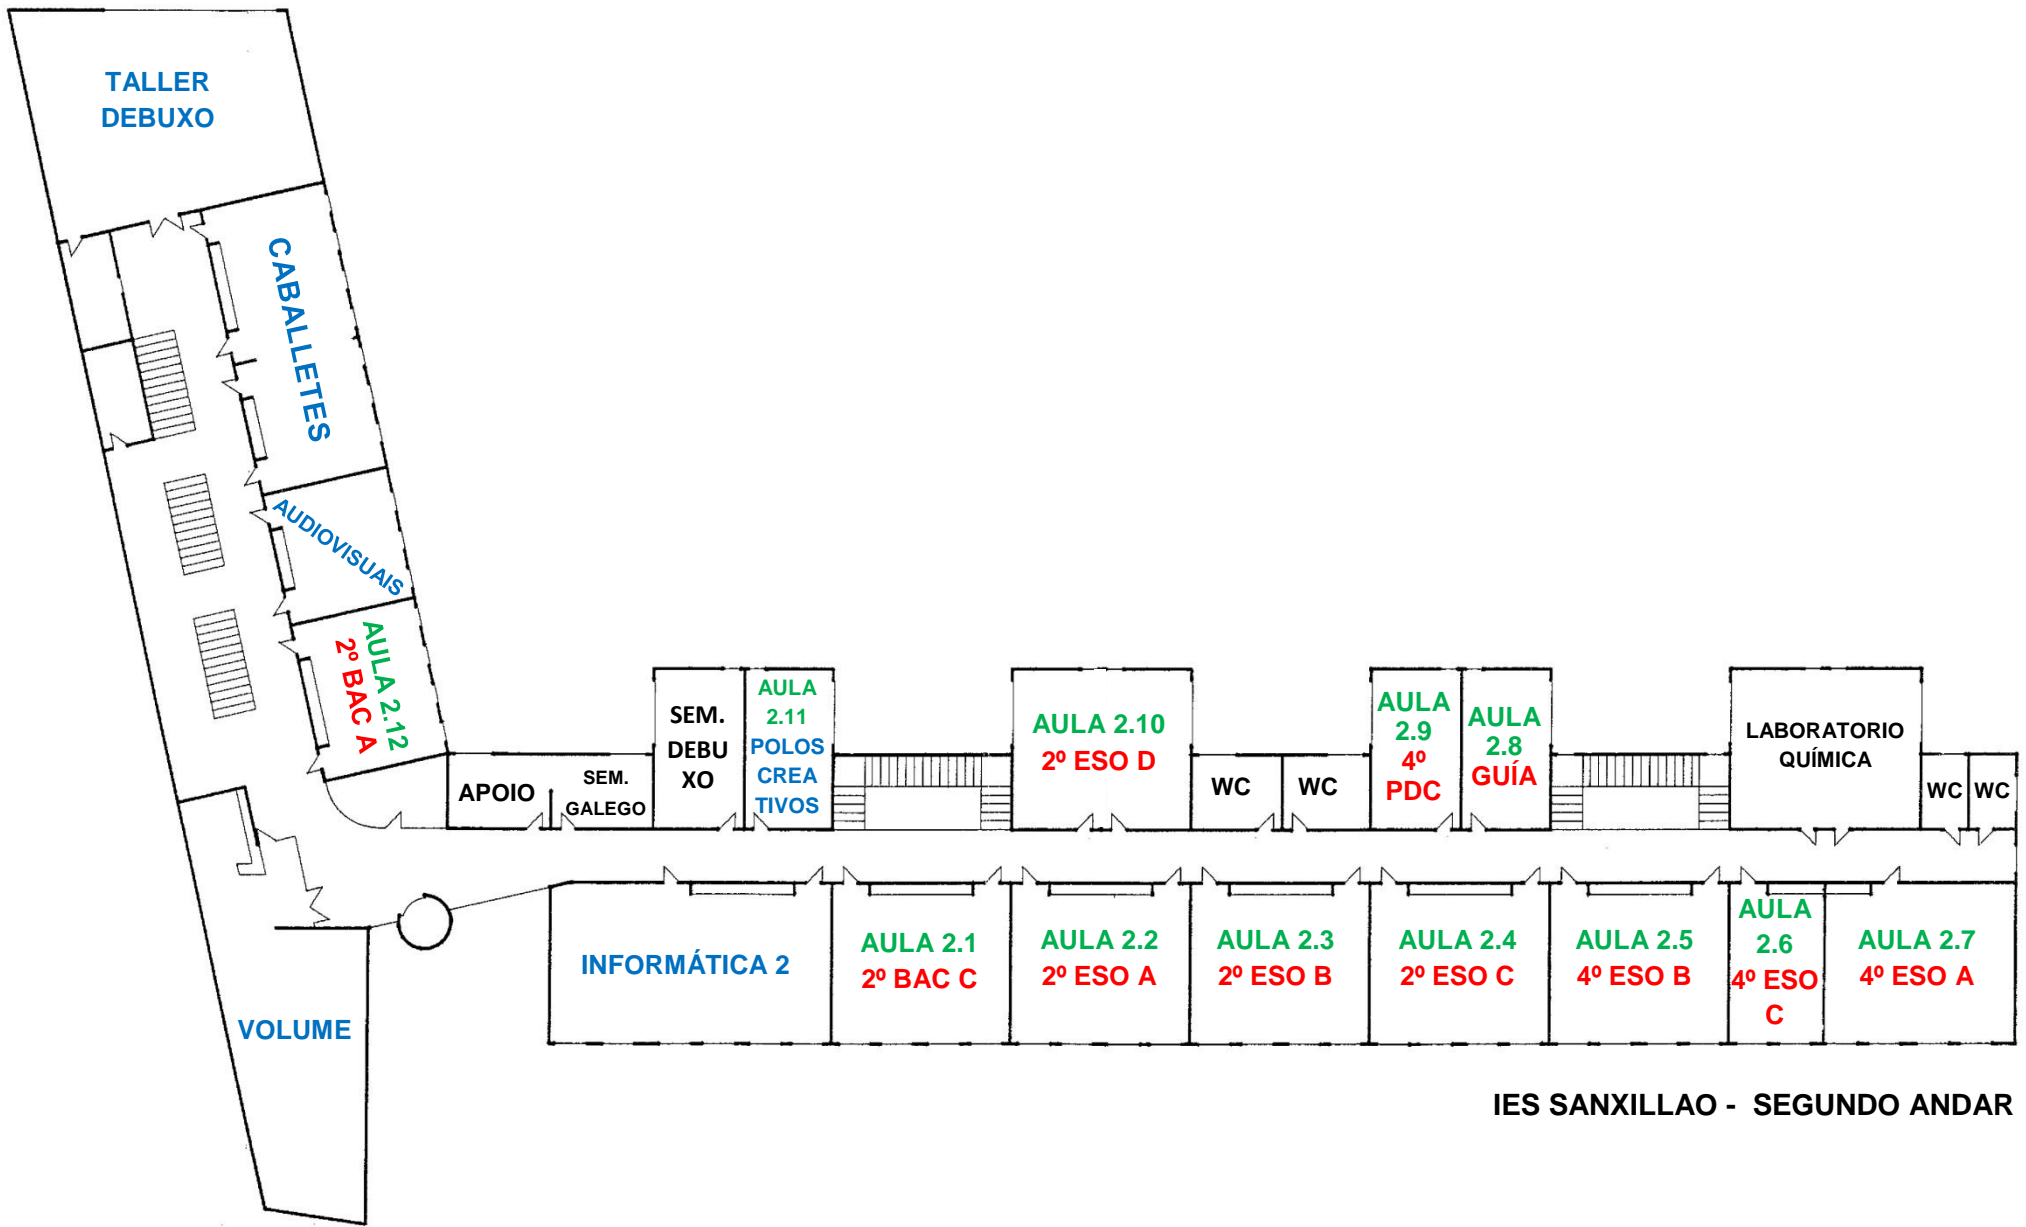 TALLER
DEBUXO
CABALLETES
AUDIOVISUAIS
AULA 2.12
2º BAC A
APOIO
SEM.
GALEGO
SEM.
DEBU
XO
AULA
2.11
POLOS
CREA
TIVOS
AULA 2.10
2º ESO D
WC
WC
AULA
2.9
4º
PDC
AULA
2.8
GUÍA
LABORATORIO
QUÍMICA
WC
WC
INFORMÁTICA 2
AULA 2.1
2º BAC C
AULA 2.2
2º ESO A
AULA 2.3
2º ESO B
AULA 2.4
2º ESO C
AULA 2.5
4º ESO B
AULA
2.6
4º ESO
C
AULA 2.7
4º ESO A
VOLUME
IES SANXILLAO - SEGUNDO ANDAR